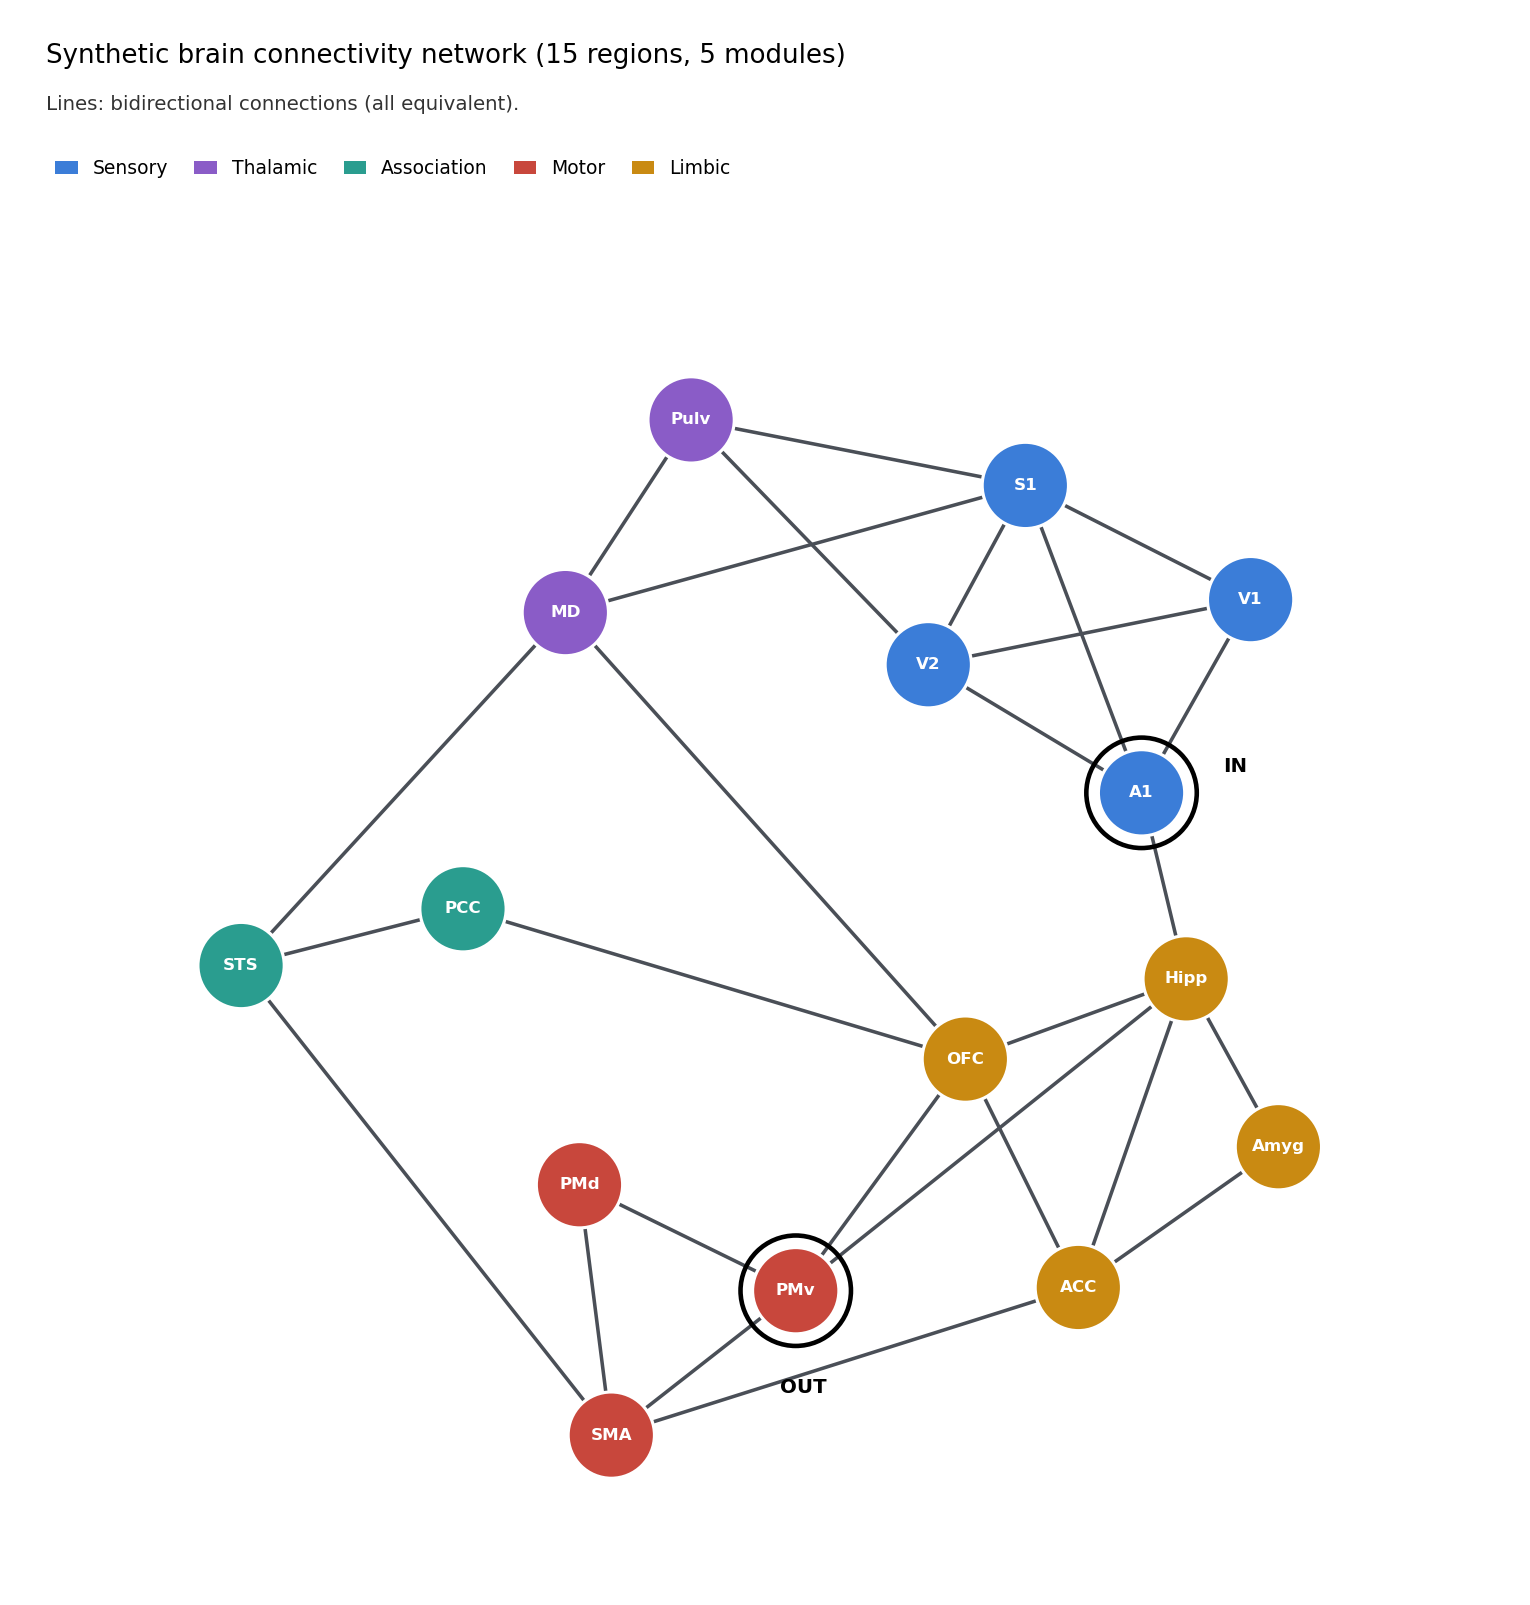 Synthetic brain connectivity network (15 regions, 5 modules)
Lines: bidirectional connections (all equivalent).
Sensory Thalamic Association Motor Limbic
Pulv
S1
V1
MD
V2
IN
A1
PCC
STS
Hipp
OFC
Amyg
PMd
PMv
ACC
OUT
SMA